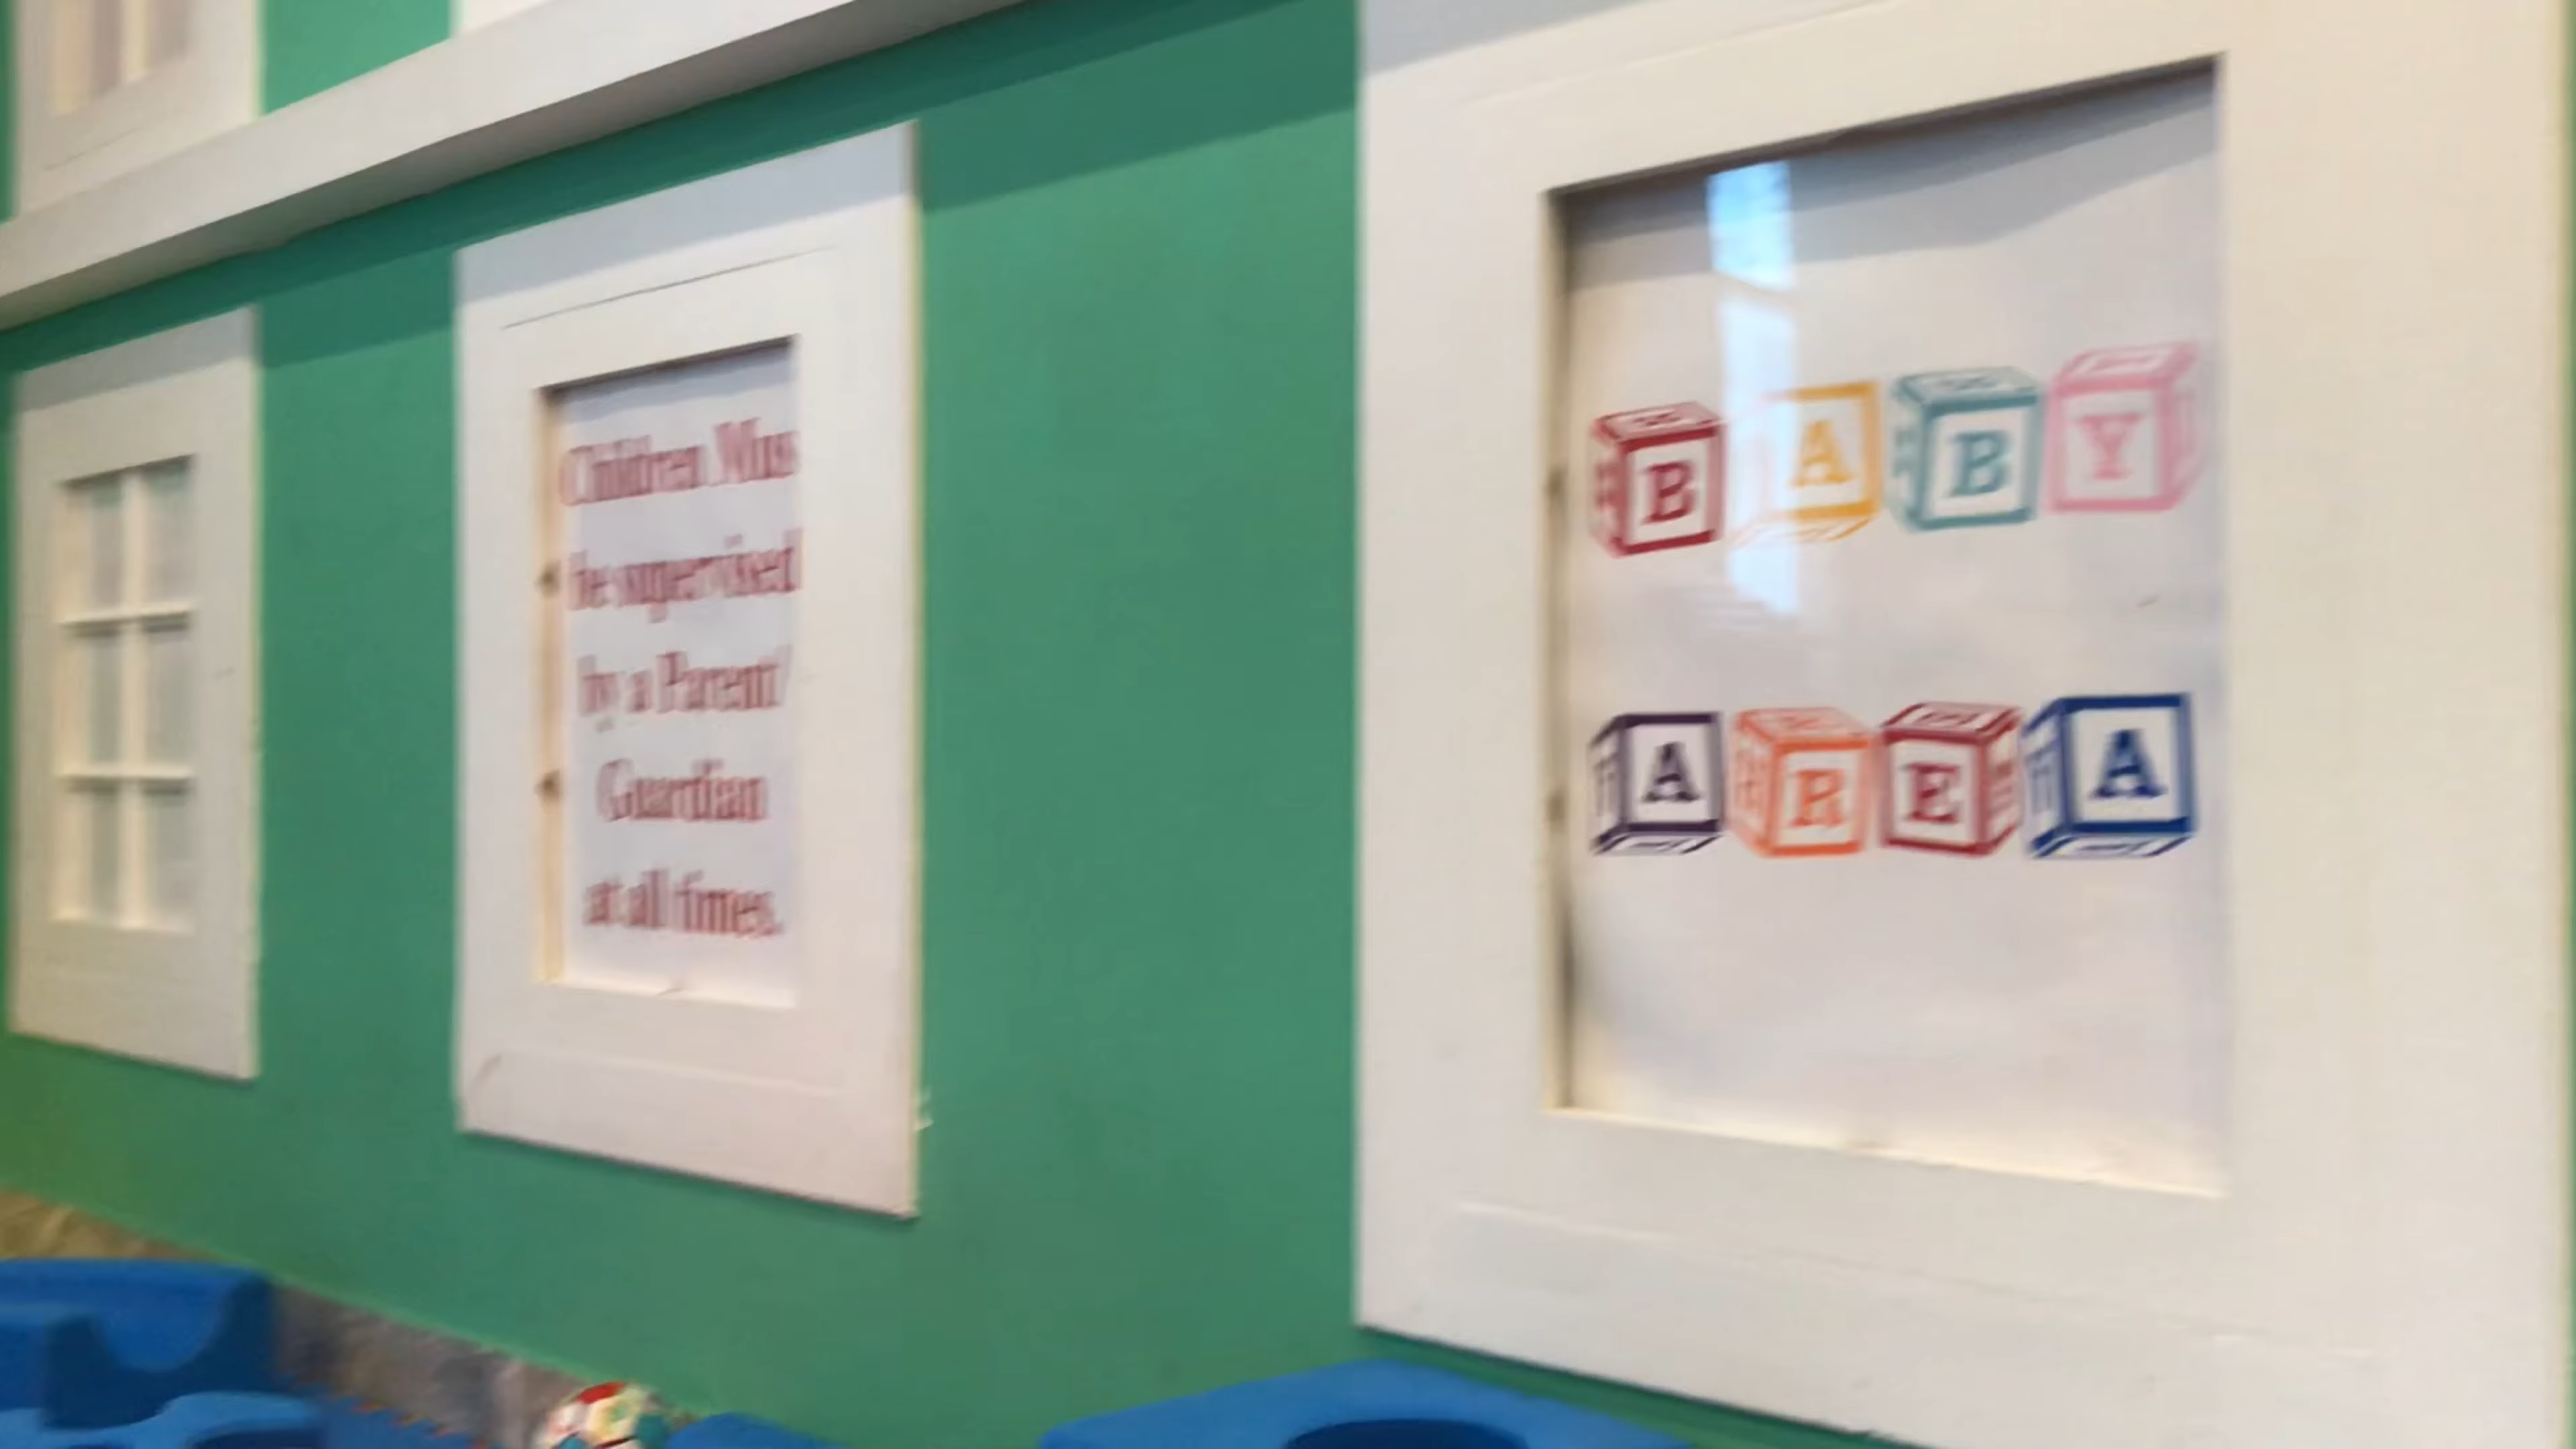 Children Mus
be supervised
by a Parent/
Guardian
at all times.
BABY
AREA